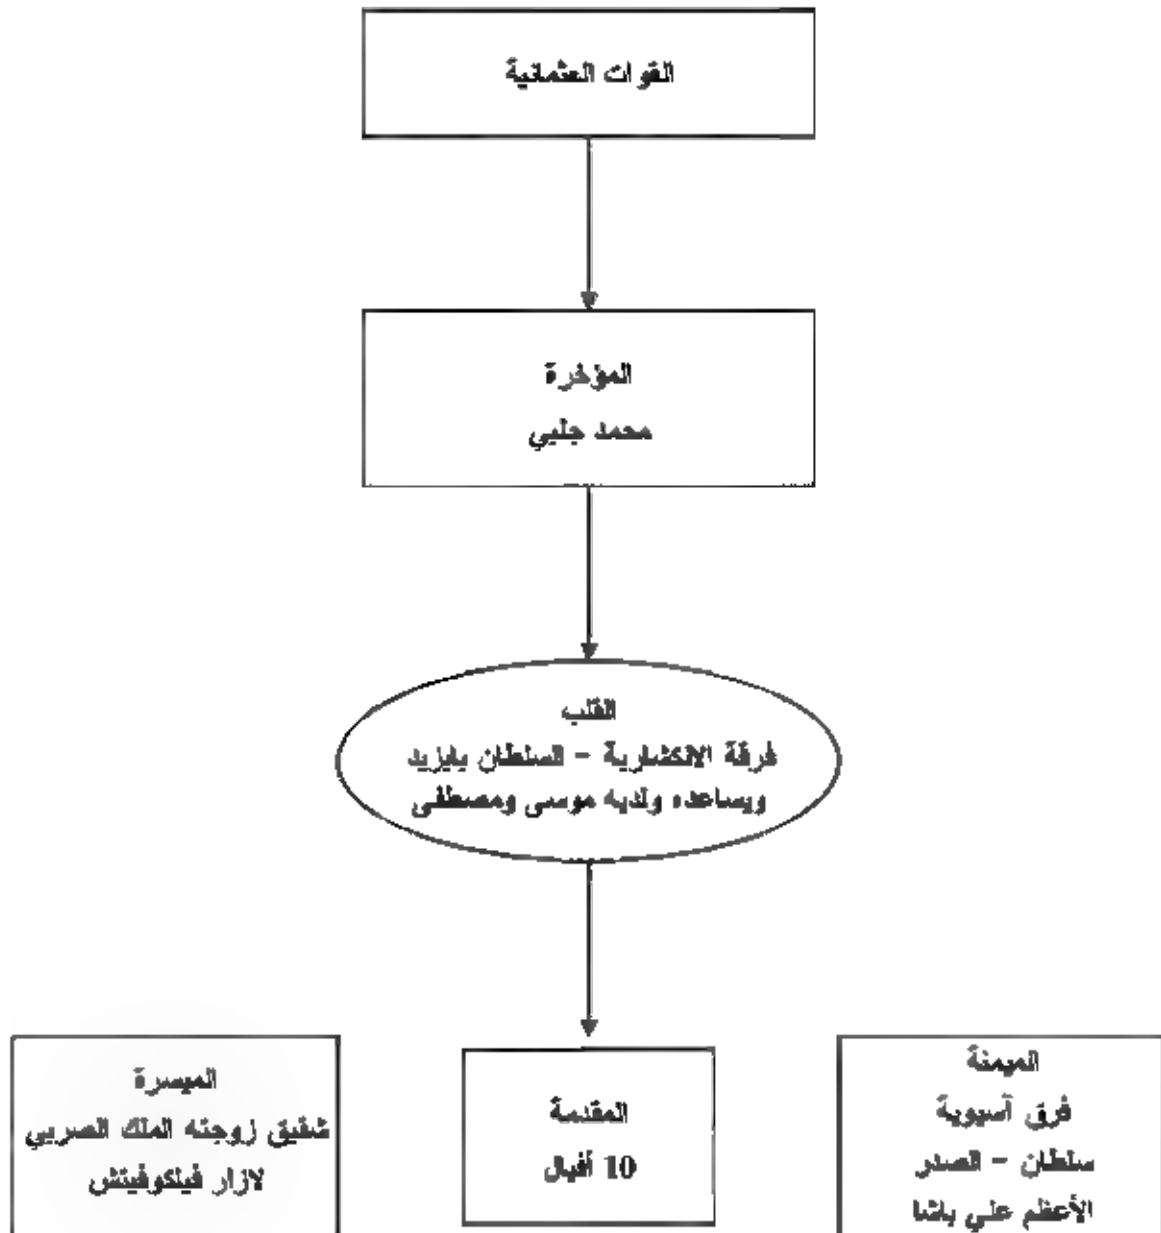 القوات العثمانية
المؤخرة
محمد جلبي
القلب
فرقة الانكشارية - السلطان بايزيد
ويساعده ولديه موسى ومصطفى
الميمنة
فرق آسيوية
سلطان - الصدر
الأعظم علي باشا
المقدمة
10 أفيال
الميسرة
شقيق زوجته الملك الصربي
لازار فيلكوفيتش